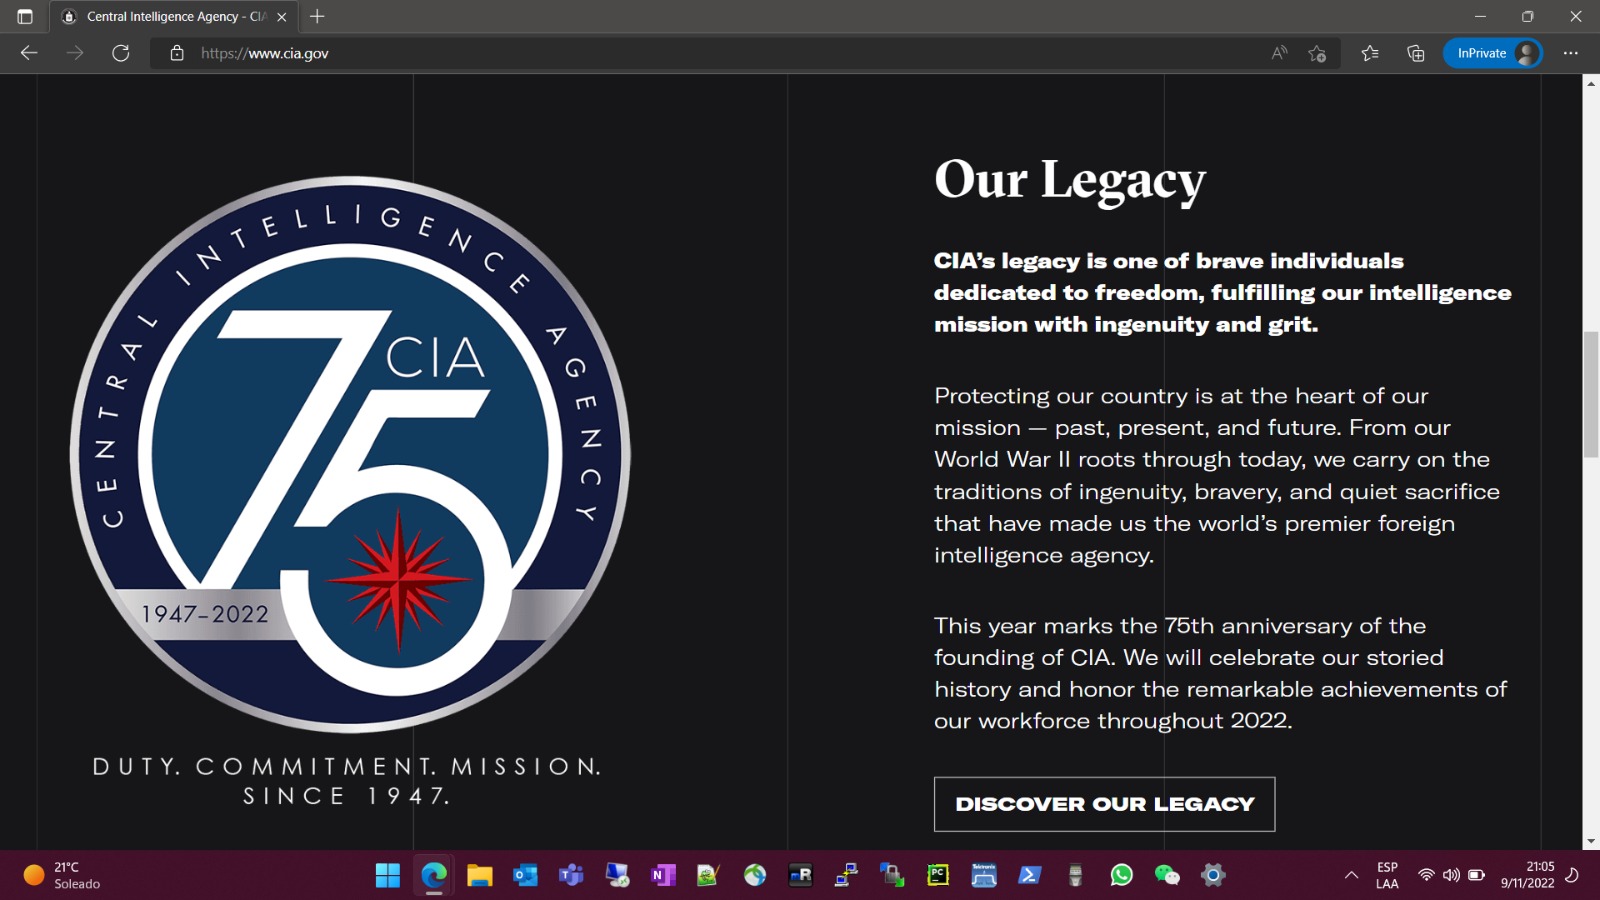 Central Intelligence Agency - CIA
https://www.cia.gov
InPrivate
CENTRAL INTELLIGENCE AGENCY
75
CIA
1947–2022
DUTY. COMMITMENT. MISSION.
SINCE 1947.
Our Legacy
CIA’s legacy is one of brave individuals
dedicated to freedom, fulfilling our intelligence
mission with ingenuity and grit.
Protecting our country is at the heart of our
mission — past, present, and future. From our
World War II roots through today, we carry on the
traditions of ingenuity, bravery, and quiet sacrifice
that have made us the world’s premier foreign
intelligence agency.
This year marks the 75th anniversary of the
founding of CIA. We will celebrate our storied
history and honor the remarkable achievements of
our workforce throughout 2022.
DISCOVER OUR LEGACY
21°C
Soleado
ESP
LAA
21:05
9/11/2022